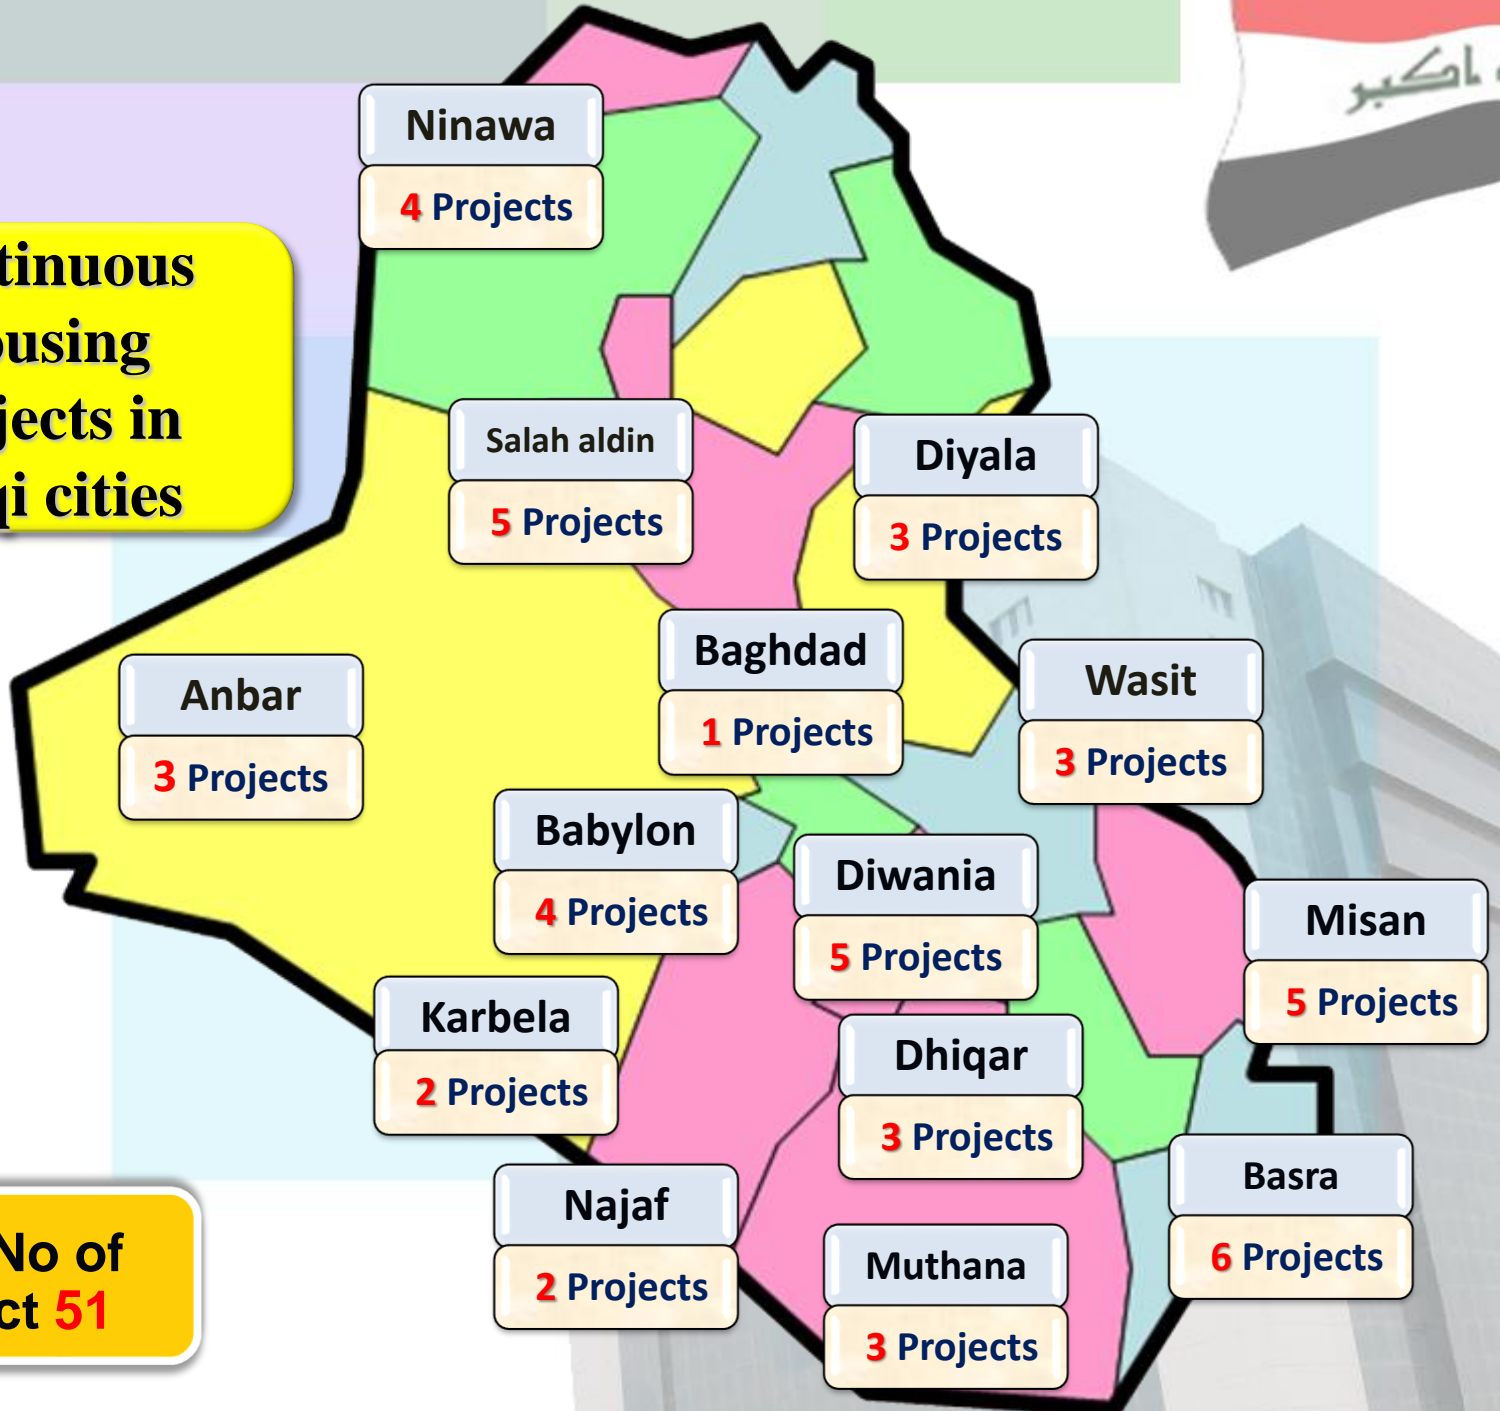 اكبر
Ninawa
4 Projects
tinuous
using
jects in
qi cities
Salah aldin
5 Projects
Diyala
3 Projects
Baghdad
1 Projects
Wasit
3 Projects
Anbar
3 Projects
Babylon
4 Projects
Diwania
5 Projects
Misan
5 Projects
Karbela
2 Projects
Dhiqar
3 Projects
Najaf
2 Projects
Basra
6 Projects
Muthana
3 Projects
No of
ct 51